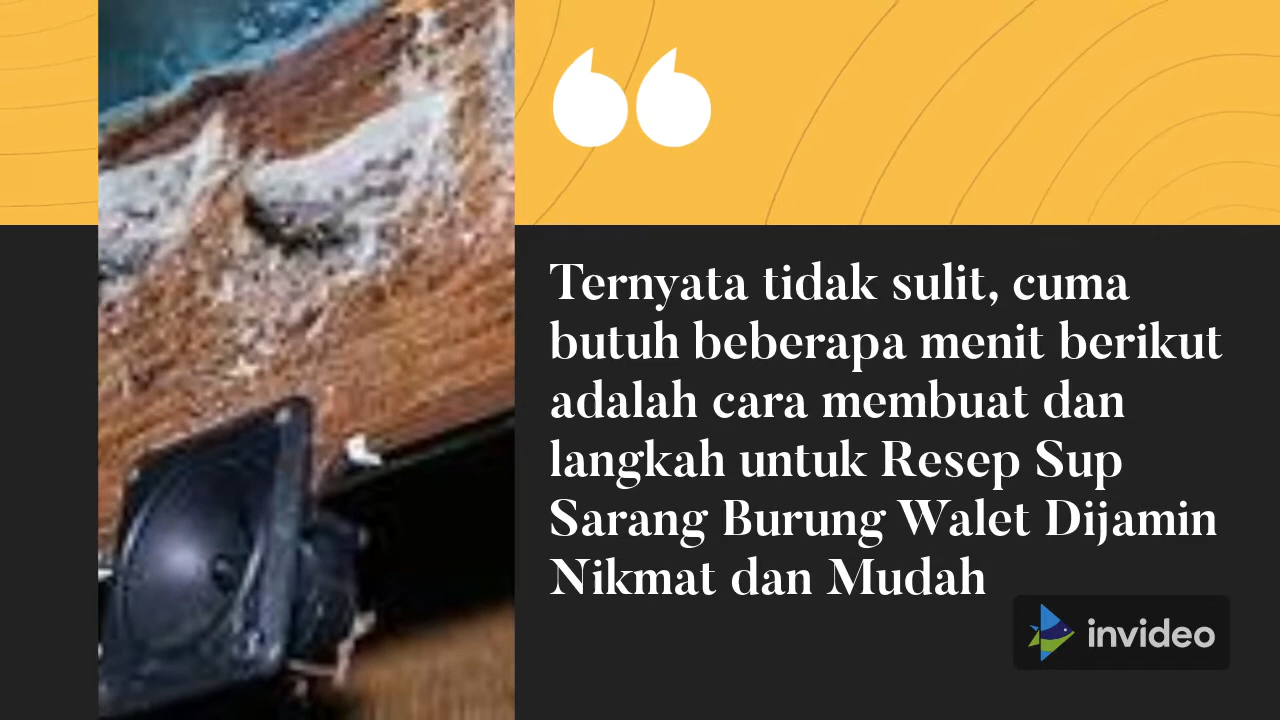 Ternyata tidak sulit, cuma
butuh beberapa menit berikut
adalah cara membuat dan
langkah untuk Resep Sup
Sarang Burung Walet Dijamin
Nikmat dan Mudah
invideo